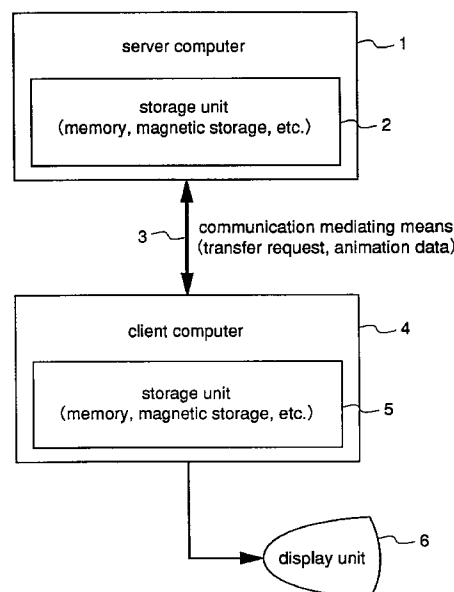 server computer
1
storage unit
(memory, magnetic storage, etc.)
2
3
communication mediating means
(transfer request, animation data)
client computer
4
storage unit
(memory, magnetic storage, etc.)
5
display unit
6